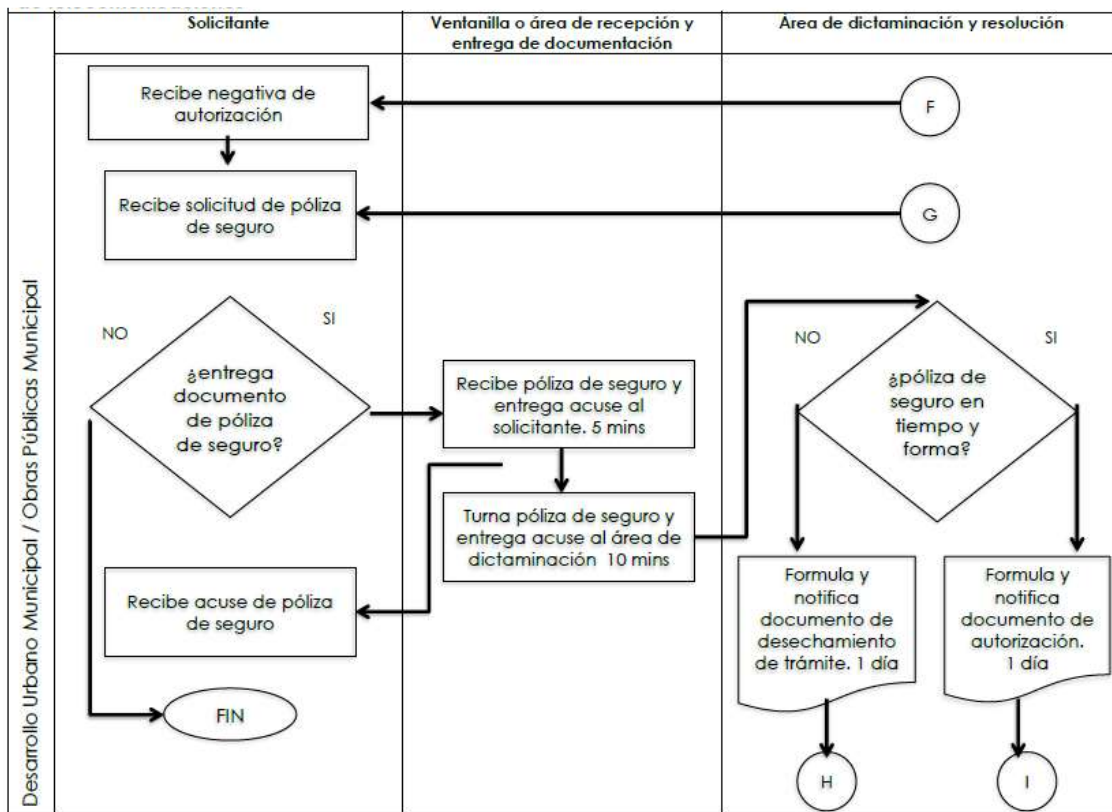 de telecomunicaciones
Solicitante
Ventanilla o área de recepción y
entrega de documentación
Área de dictaminación y resolución
Desarrollo Urbano Municipal / Obras Públicas Municipal
Recibe negativa de
autorización
F
Recibe solicitud de póliza
de seguro
G
NO
SI
¿entrega
documento
de póliza
de seguro?
Recibe póliza de seguro y
entrega acuse al
solicitante. 5 mins
NO
SI
¿póliza de
seguro en
tiempo y
forma?
Turna póliza de seguro y
entrega acuse al área de
dictaminación 10 mins
Recibe acuse de póliza
de seguro
Formula y
notifica
documento de
desechamiento
de trámite. 1 día
Formula y
notifica
documento de
autorización.
1 día
FIN
H
I